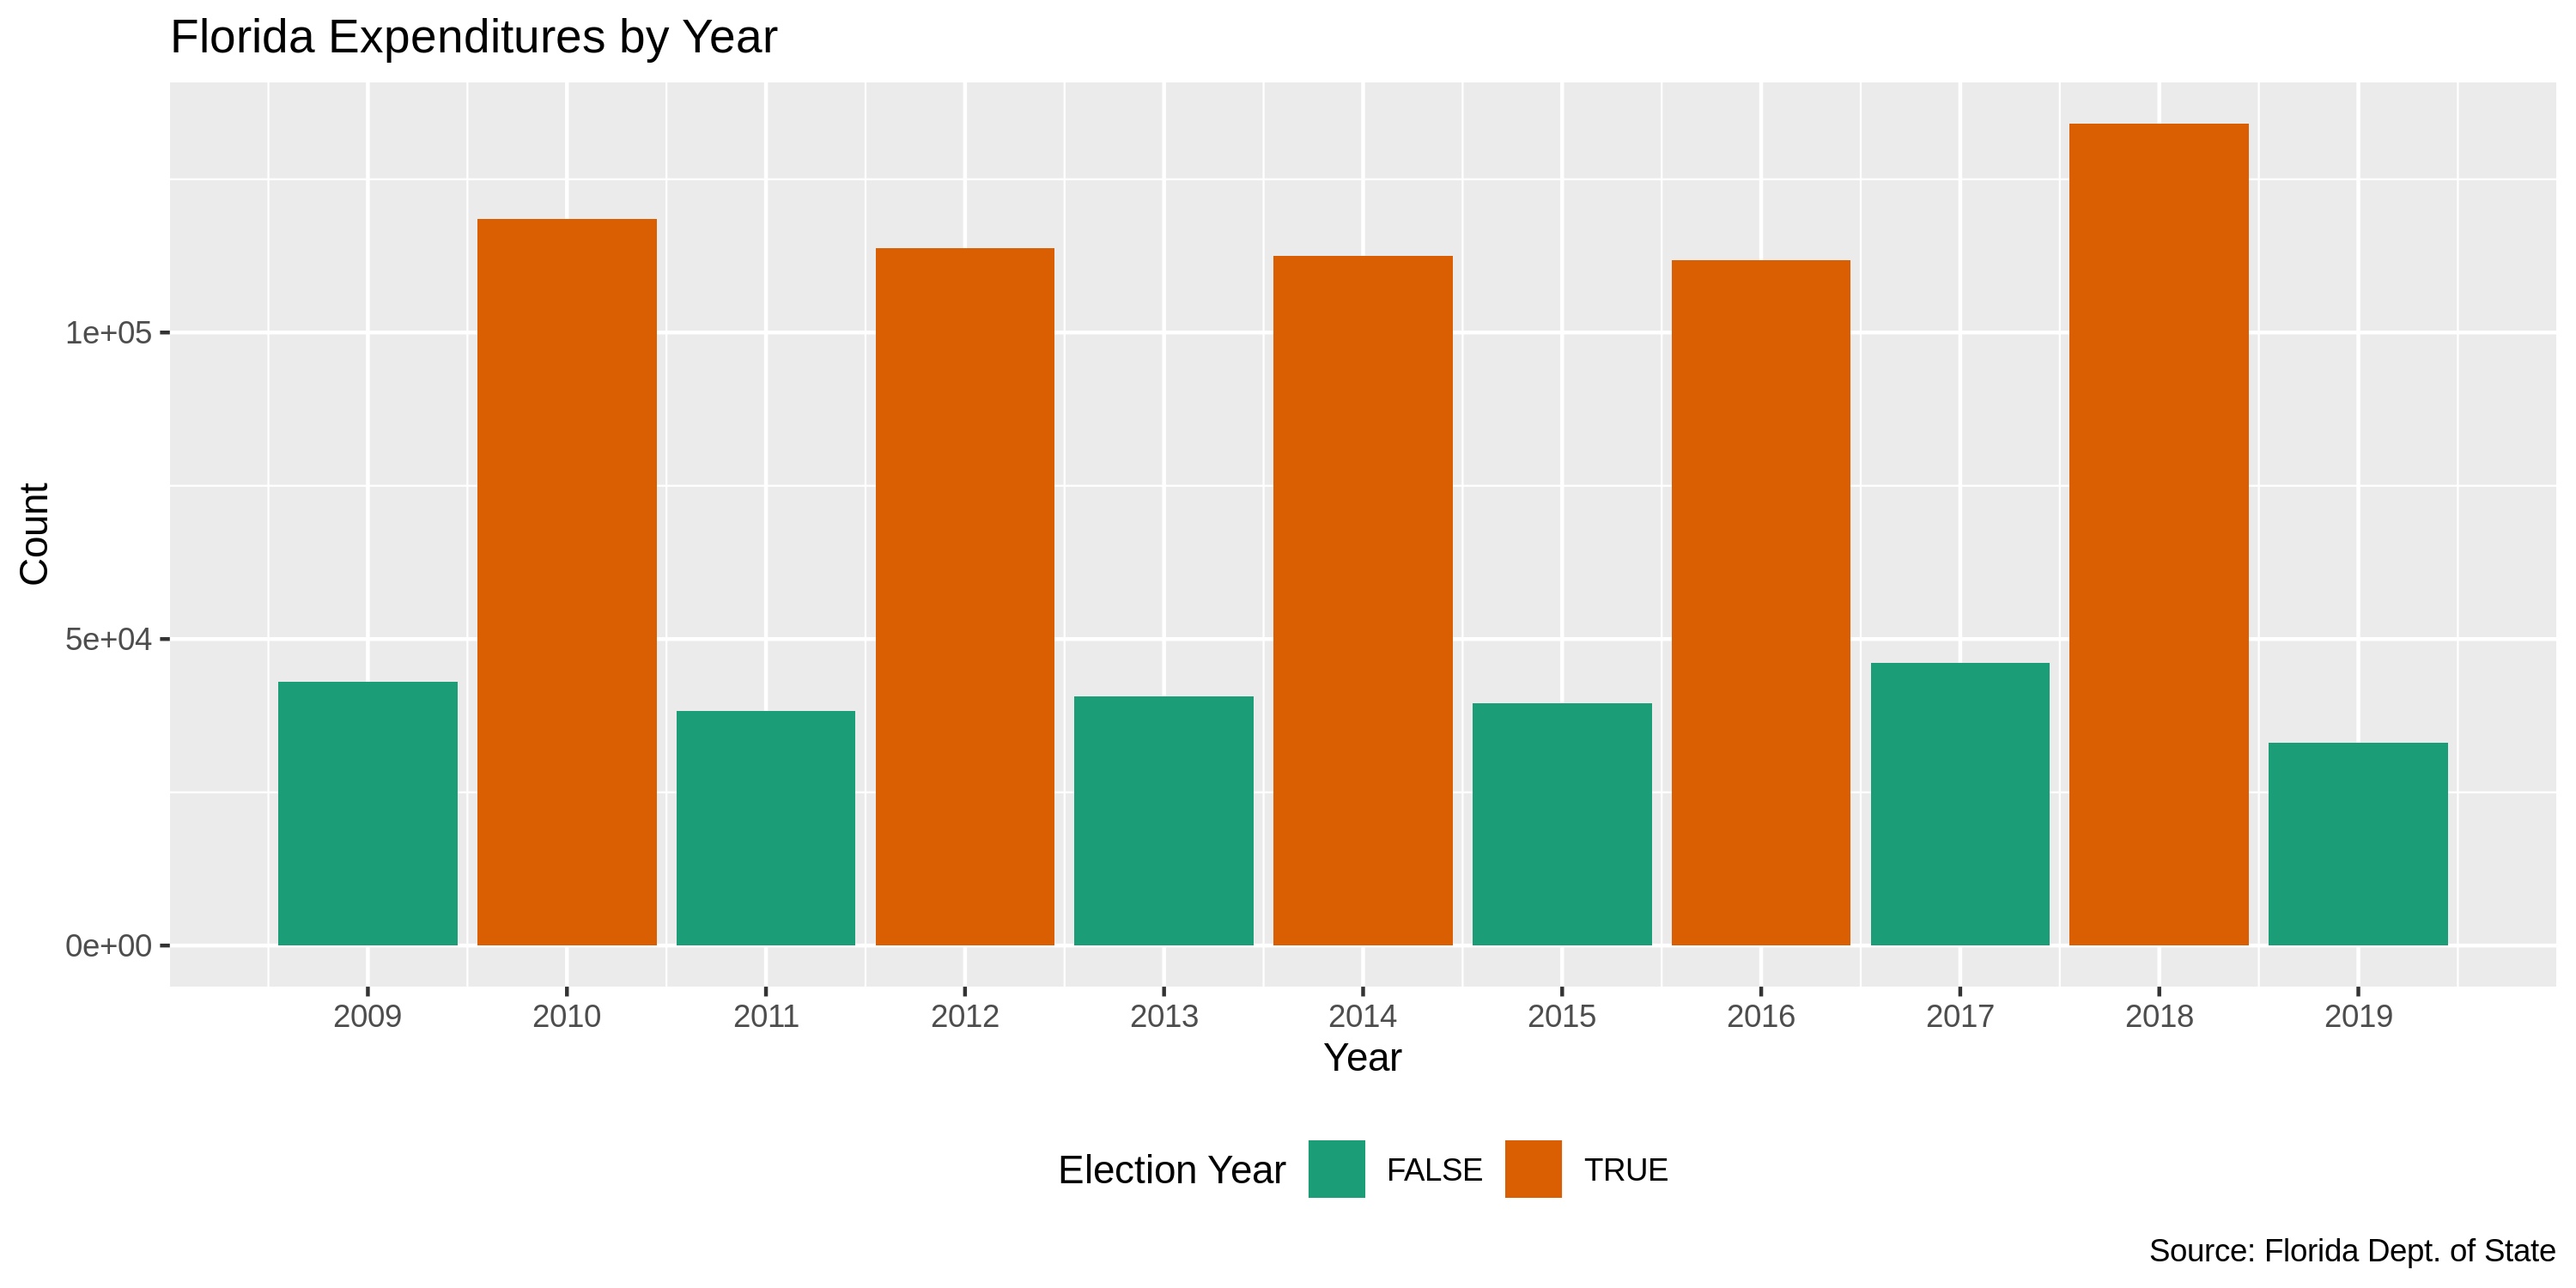 Florida Expenditures by Year
Count
1e+05
5e+04
0e+00
2009 2010 2011 2012 2013 2014 2015 2016 2017 2018 2019
Year
Election Year FALSE TRUE
Source: Florida Dept. of State